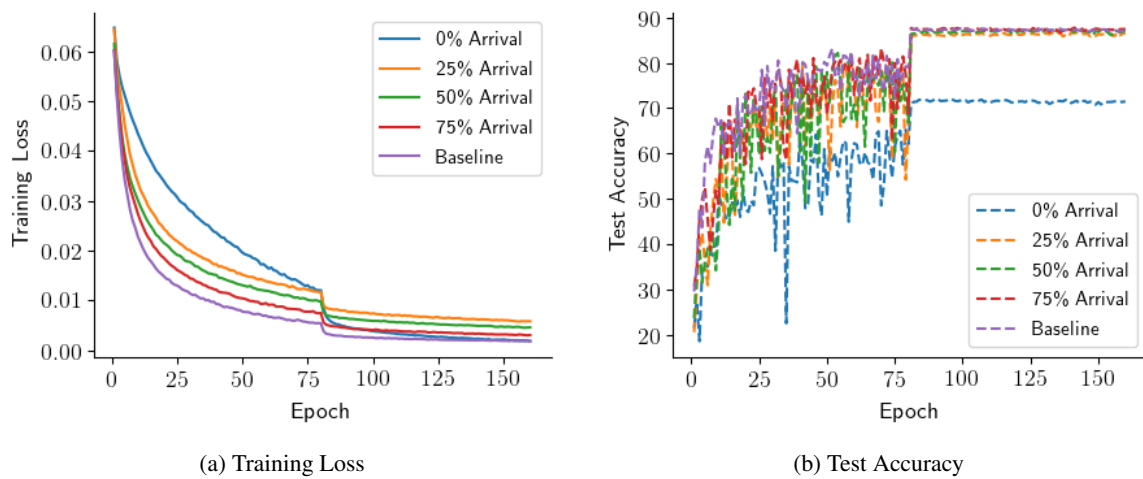 0.06
0.05
0.04
0.03
0.02
0.01
0.00
Training Loss
0% Arrival
25% Arrival
50% Arrival
75% Arrival
Baseline
0 25 50 75 100 125 150
Epoch
(a) Training Loss
90
80
70
60
50
40
30
20
Test Accuracy
0% Arrival
25% Arrival
50% Arrival
75% Arrival
Baseline
0 25 50 75 100 125 150
Epoch
(b) Test Accuracy